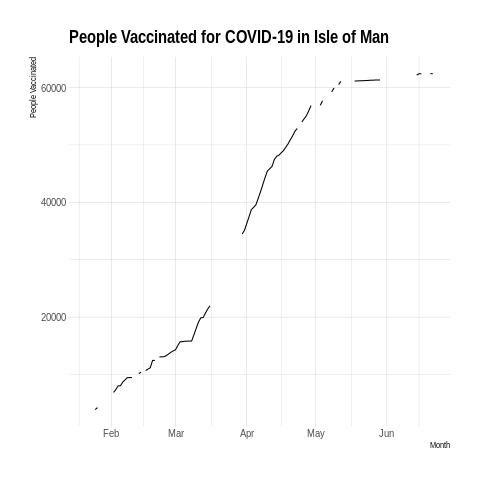 People Vaccinated for COVID-19 in Isle of Man
People Vaccinated
60000
40000
20000
Feb Mar Apr May Jun
Month